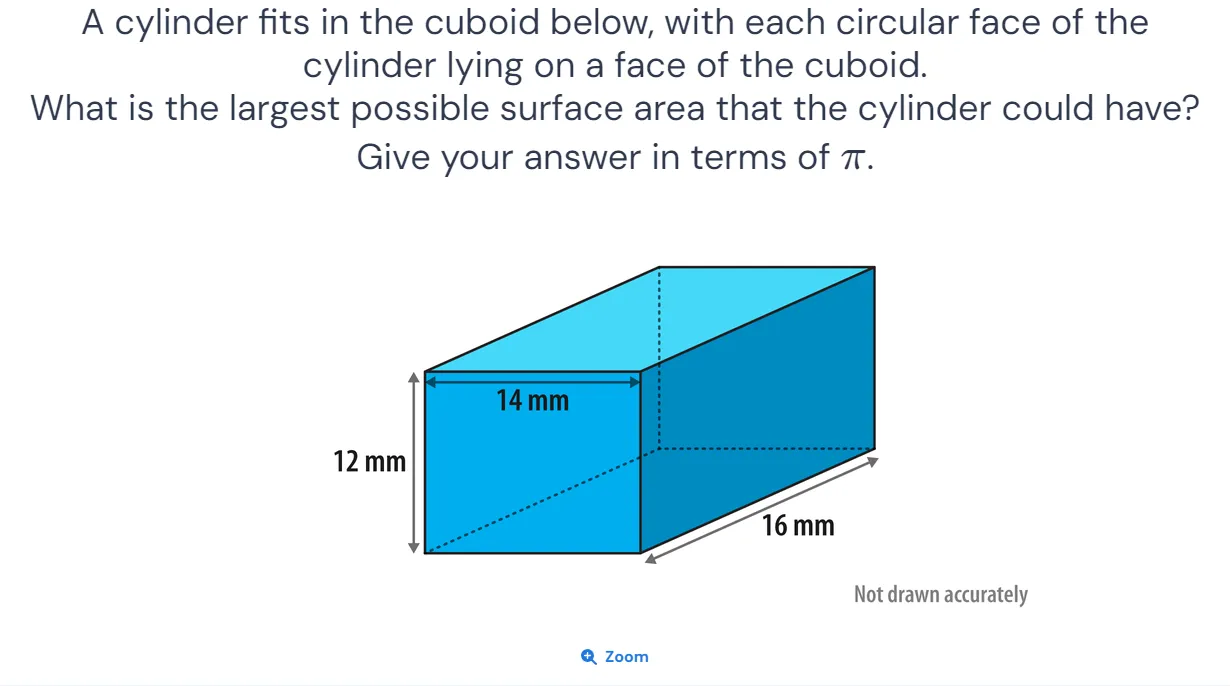 A cylinder fits in the cuboid below, with each circular face of the
cylinder lying on a face of the cuboid.
What is the largest possible surface area that the cylinder could have?
Give your answer in terms of π.
14 mm
12 mm
16 mm
Not drawn accurately
Zoom